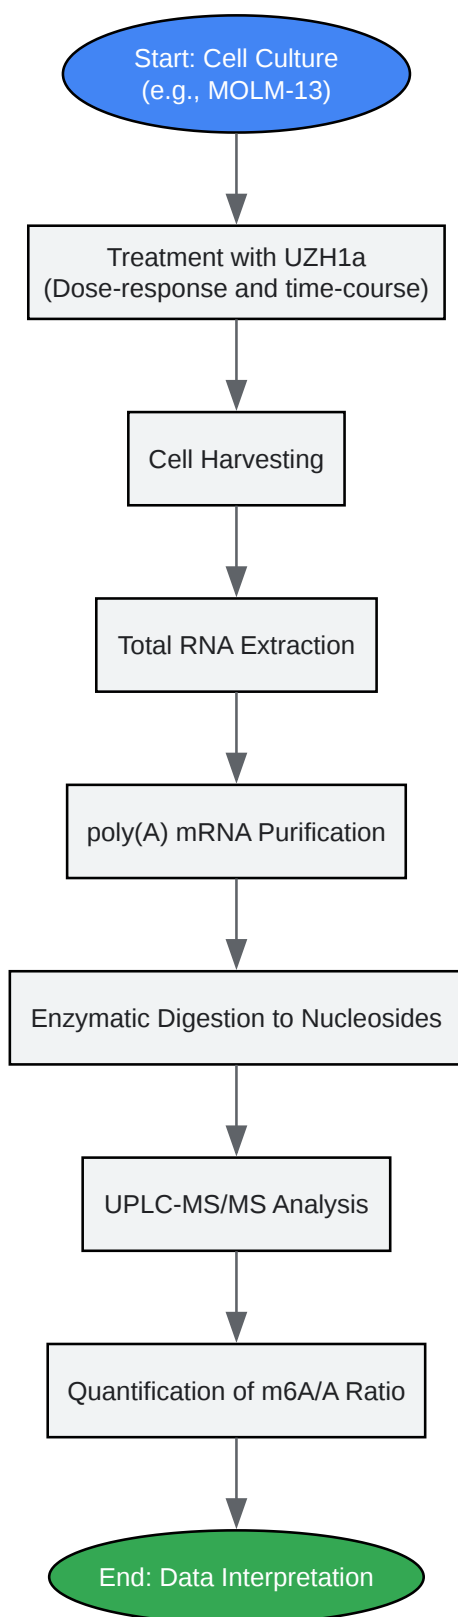 Start: Cell Culture
(e.g., MOLM-13)
Treatment with UZH1a
(Dose-response and time-course)
Cell Harvesting
Total RNA Extraction
poly(A) mRNA Purification
Enzymatic Digestion to Nucleosides
UPLC-MS/MS Analysis
Quantification of m6A/A Ratio
End: Data Interpretation